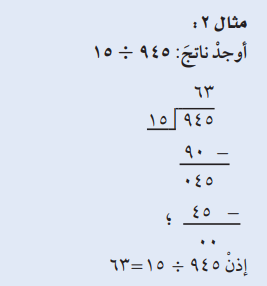 مثال ٢ :
أوجدْ ناتجَ: ٩٤٥ ÷ ١٥
٦٣
١٥ ٩٤٥
٩٠ −
٠٤٥
٤٥ − ؛
٠٠
إذنْ ٩٤٥ ÷ ١٥=٦٣